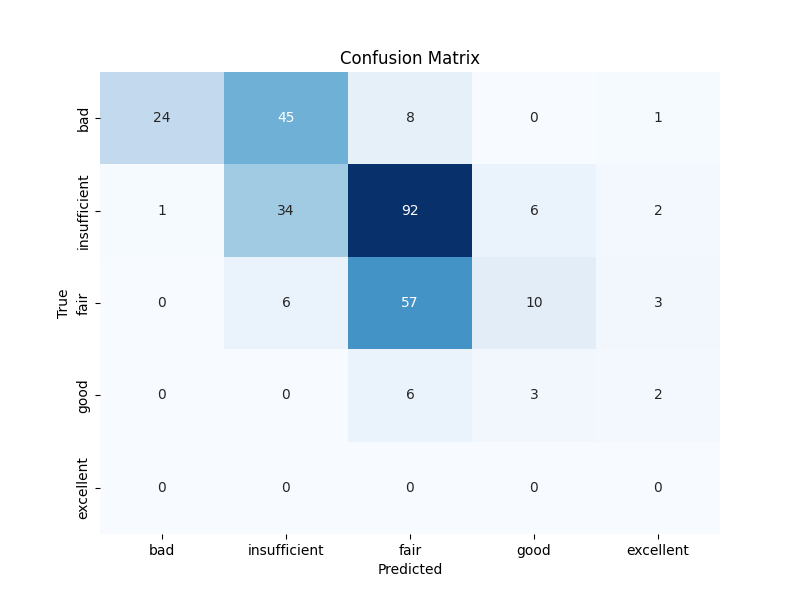 Confusion Matrix
True
bad 24 45 8 0 1
insufficient 1 34 92 6 2
fair 0 6 57 10 3
good 0 0 6 3 2
excellent 0 0 0 0 0
bad insufficient fair good excellent
Predicted